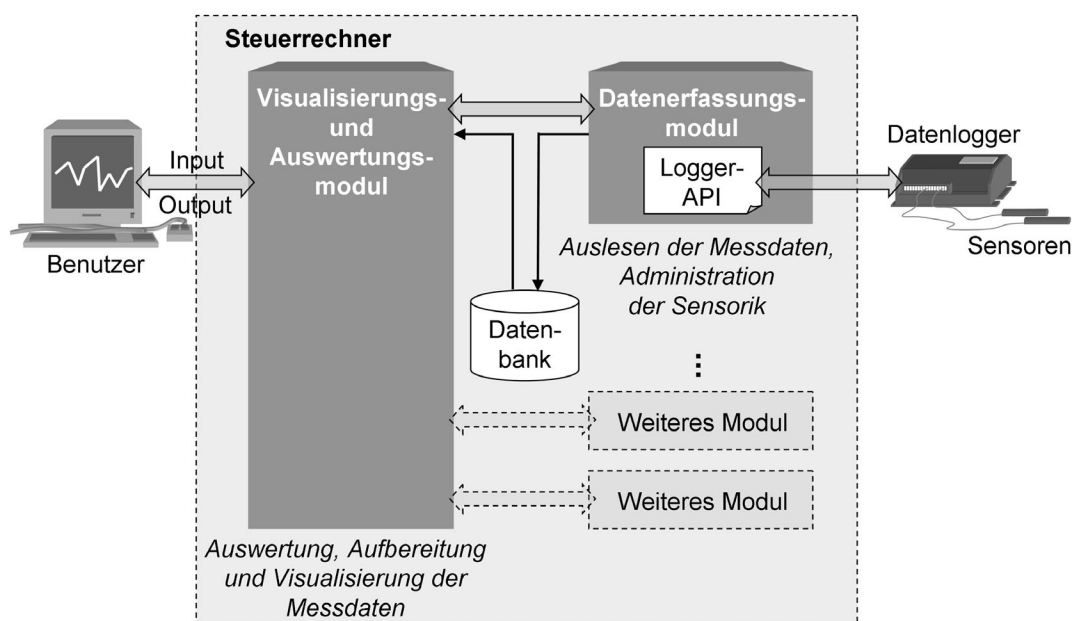 Steuerrechner
Visualisierungs-
und
Auswertungs-
modul
Datenerfassungs-
modul
Logger-
API
Datenlogger
Sensoren
Input
Output
Benutzer
Auslesen der Messdaten,
Administration
der Sensorik
Daten-
bank
Weiteres Modul
Weiteres Modul
Auswertung, Aufbereitung
und Visualisierung der
Messdaten